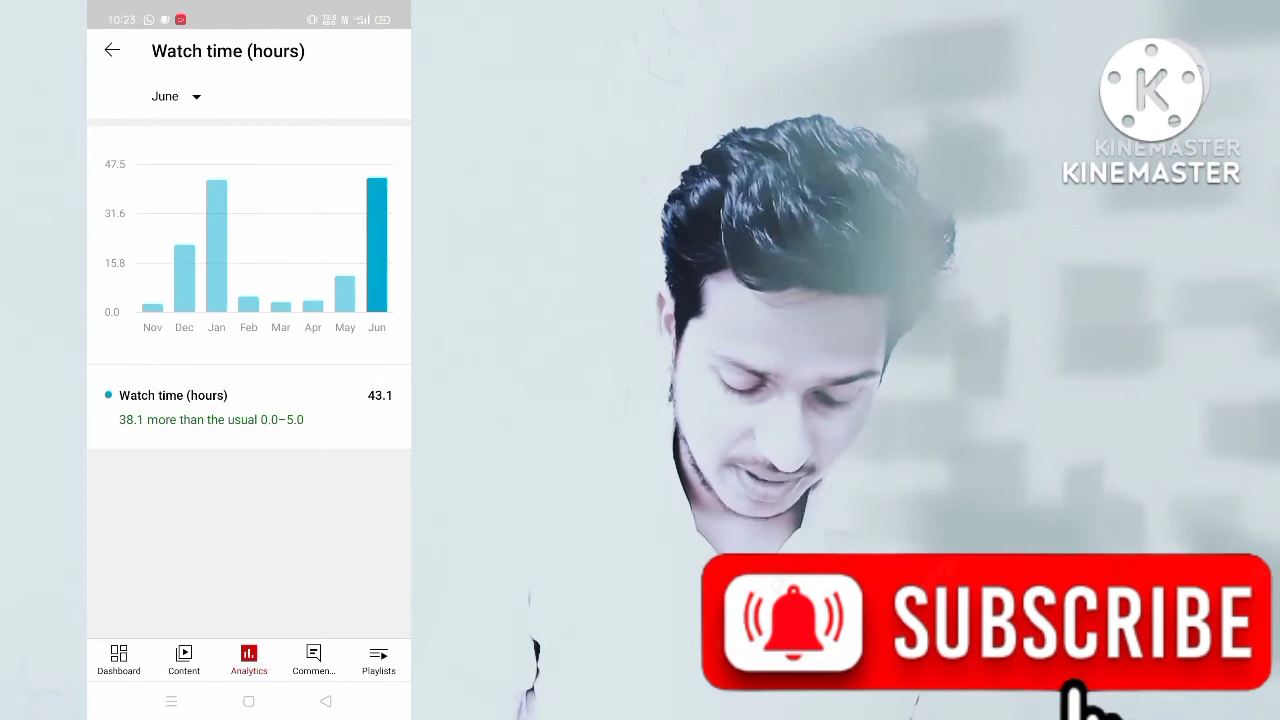 10:23
Watch time (hours)
June
47.5
31.6
15.8
0.0
Nov Dec Jan Feb Mar Apr May Jun
Watch time (hours) 43.1
38.1 more than the usual 0.0–5.0
Dashboard Content Analytics Commen... Playlists
K
KINEMASTER
KINEMASTER
SUBSCRIBE